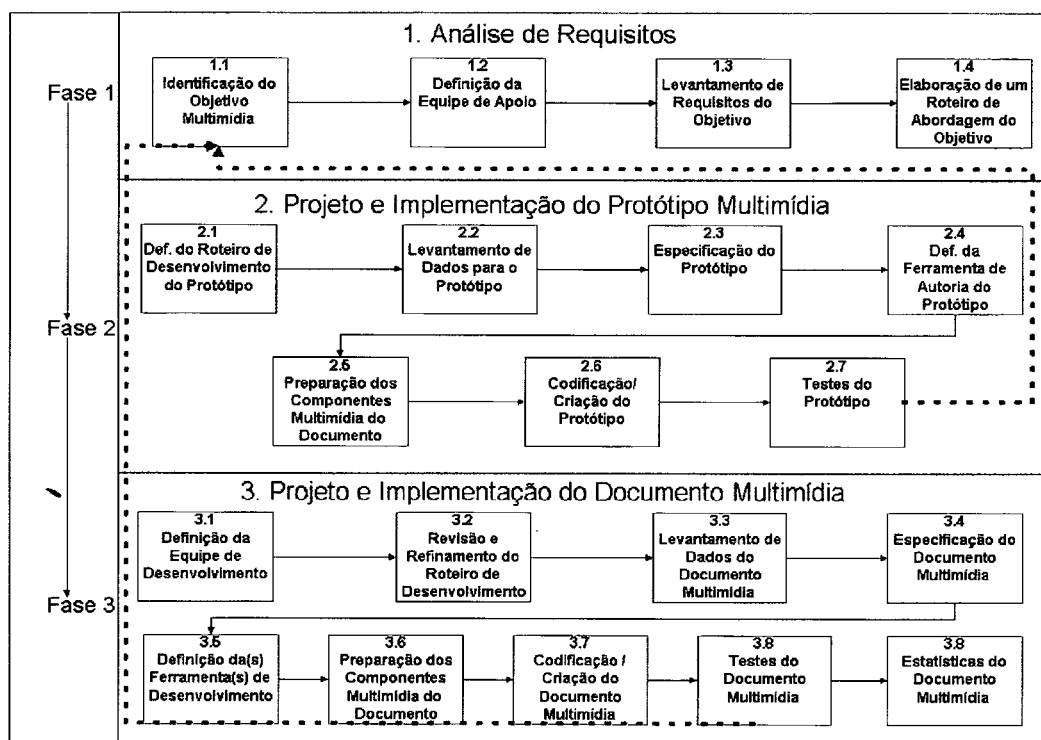 1. Análise de Requisitos
Fase 1
1.1
Identificação do
Objetivo
Multimídia
1.2
Definição da
Equipe de Apoio
1.3
Levantamento de
Requisitos do
Objetivo
1.4
Elaboração de um
Roteiro de
Abordagem do
Objetivo
2. Projeto e Implementação do Protótipo Multimídia
Fase 2
2.1
Def. do Roteiro de
Desenvolvimento
do Protótipo
2.2
Levantamento de
Dados para o
Protótipo
2.3
Especificação do
Protótipo
2.4
Def. da
Ferramenta de
Autoria do
Protótipo
2.5
Preparação dos
Componentes
Multimídia do
Documento
2.6
Codificação/
Criação do
Protótipo
2.7
Testes do
Protótipo
3. Projeto e Implementação do Documento Multimídia
Fase 3
3.1
Definição da
Equipe de
Desenvolvimento
3.2
Revisão e
Refinamento do
Roteiro de
Desenvolvimento
3.3
Levantamento de
Dados do
Documento
Multimídia
3.4
Especificação do
Documento
Multimídia
3.5
Definição da(s)
Ferramenta(s) de
Desenvolvimento
3.6
Preparação dos
Componentes
Multimídia do
Documento
3.7
Codificação /
Criação do
Documento
Multimídia
3.8
Testes do
Documento
Multimídia
3.8
Estatísticas do
Documento
Multimídia